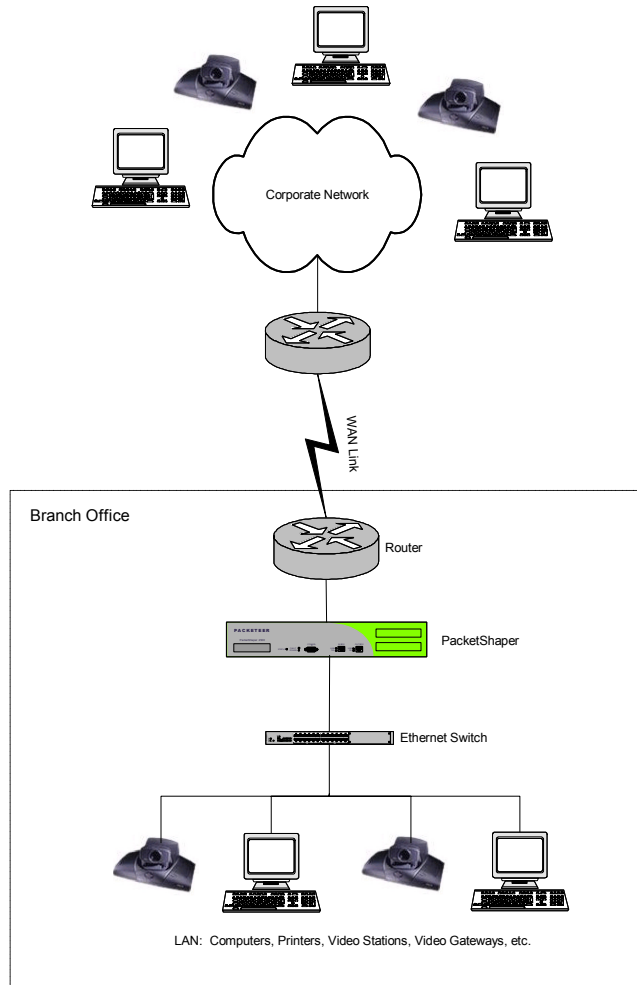 Corporate Network
WAN Link
Branch Office
Router
PACKETEER
PacketShaper
Ethernet Switch
LAN: Computers, Printers, Video Stations, Video Gateways, etc.